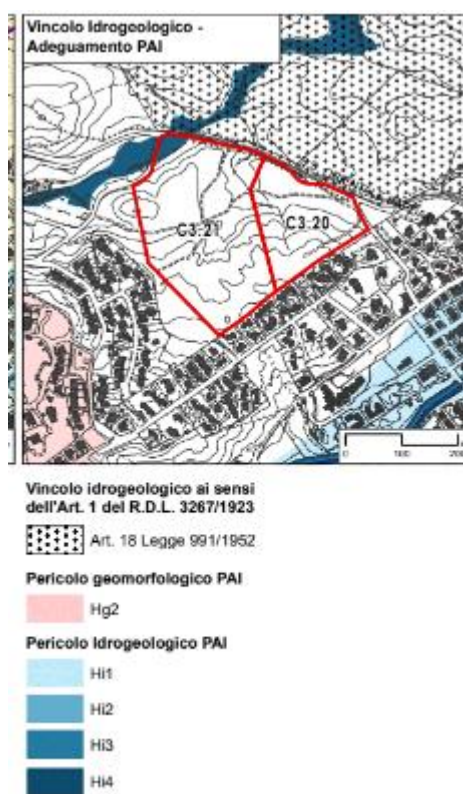 Vincolo Idrogeologico -
Adeguamento PAI
C3.21
C3.20
0 100 200
Vincolo idrogeologico ai sensi
dell'Art. 1 del R.D.L. 3267/1923
Art. 18 Legge 991/1952
Pericolo geomorfologico PAI
Hg2
Pericolo Idrogeologico PAI
Hi1
Hi2
Hi3
Hi4